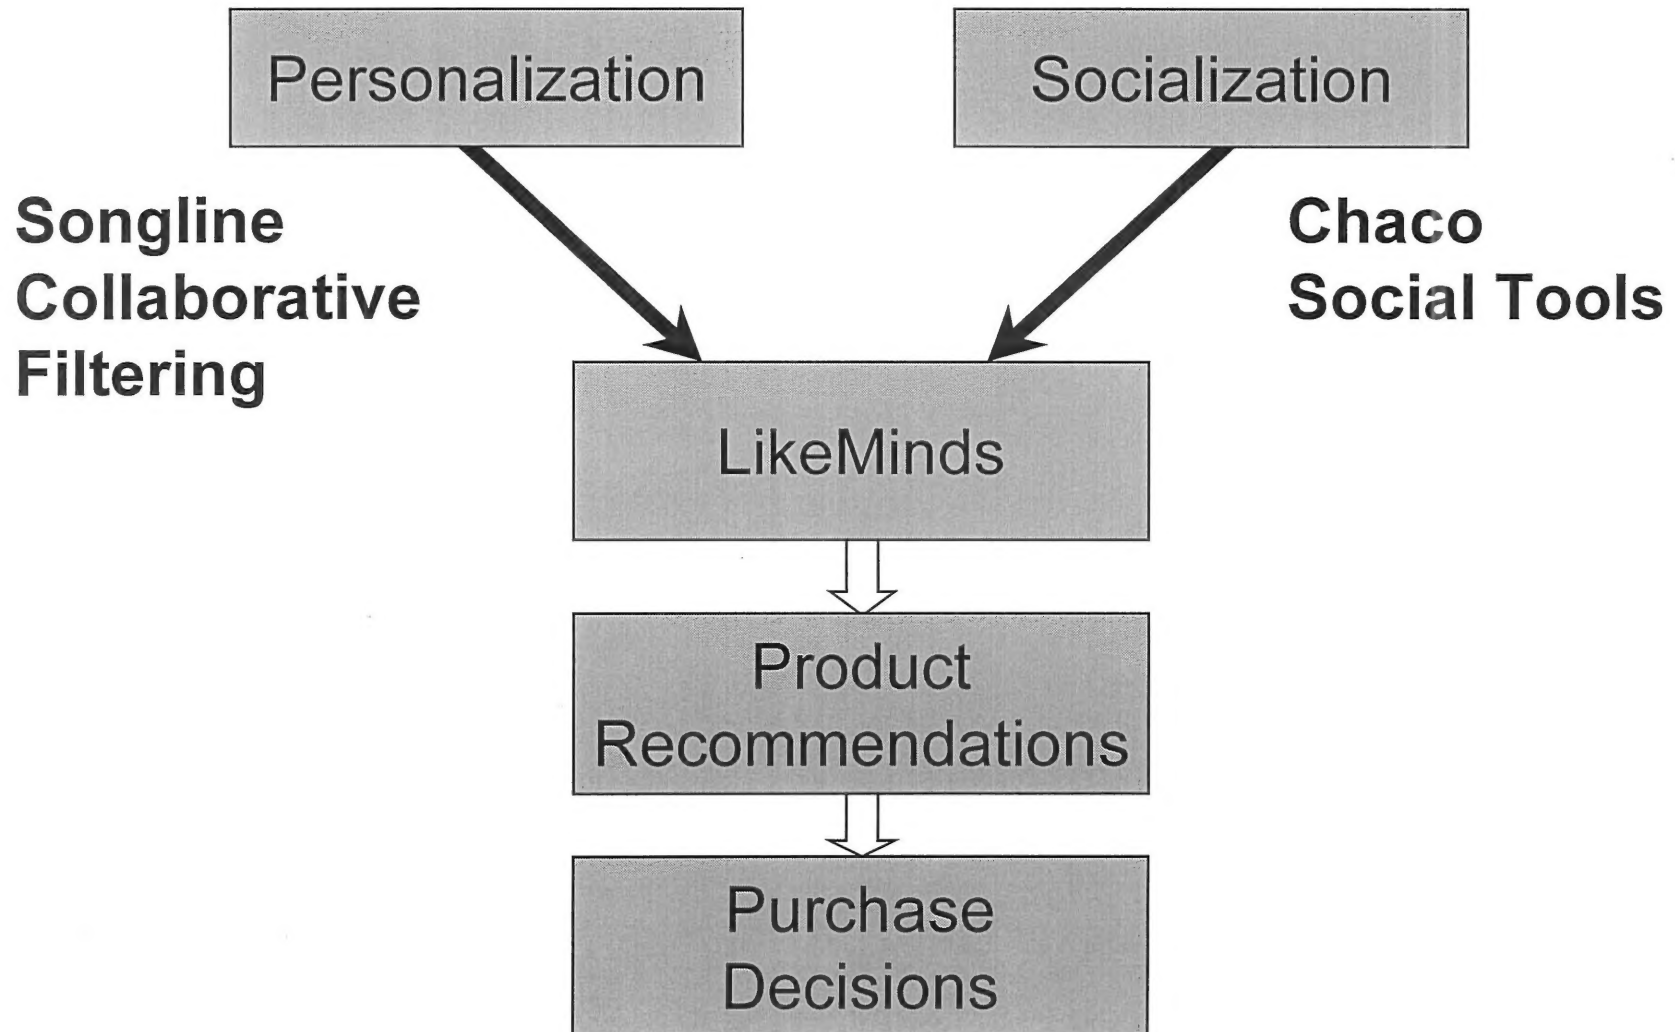 Personalization
Socialization
Songline
Collaborative
Filtering
Chaco
Social Tools
LikeMinds
Product
Recommendations
Purchase
Decisions